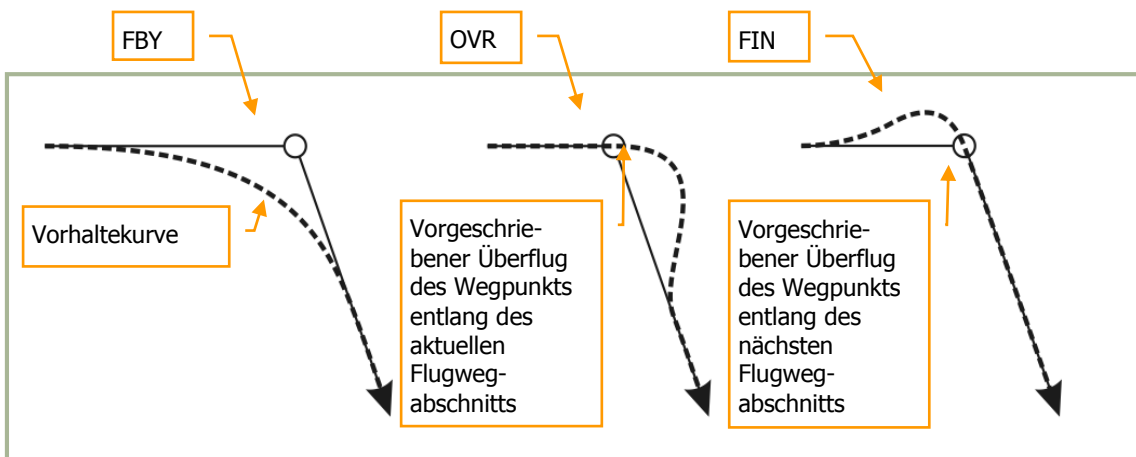 FBY
OVR
FIN
Vorhaltekurve
Vorgeschrie-
bener Überflug
des Wegpunkts
entlang des
aktuellen
Flugweg-
abschnitts
Vorgeschrie-
bener Überflug
des Wegpunkts
entlang des
nächsten
Flugweg-
abschnitts